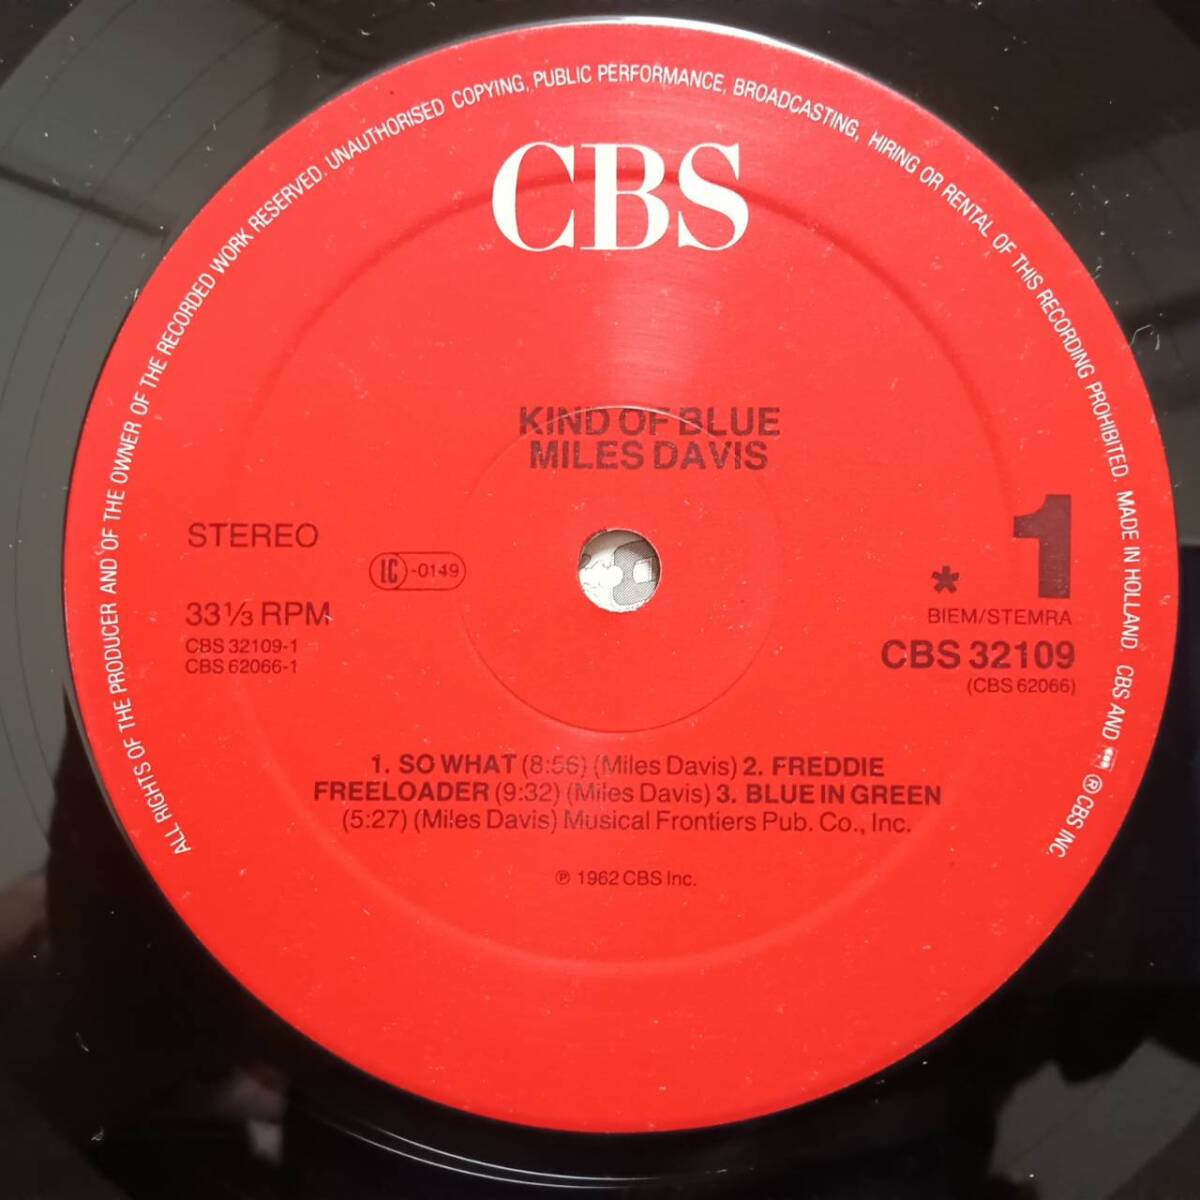 ALL RIGHTS OF THE PRODUCER AND OF THE OWNER OF THE RECORDED WORK RESERVED. UNAUTHORISED COPYING, PUBLIC PERFORMANCE, BROADCASTING, HIRING OR RENTAL OF THIS RECORDING PROHIBITED. MADE IN HOLLAND. CBS AND ® CBS INC.
CBS
KIND OF BLUE
MILES DAVIS
STEREO
LC -0149
33⅓ RPM
CBS 32109-1
CBS 62066-1
1
*
BIEM/STEMRA
CBS 32109
(CBS 62066)
1. SO WHAT (8:56) (Miles Davis) 2. FREDDIE
FREELOADER (9:32) (Miles Davis) 3. BLUE IN GREEN
(5:27) (Miles Davis) Musical Frontiers Pub. Co., Inc.
℗ 1962 CBS Inc.